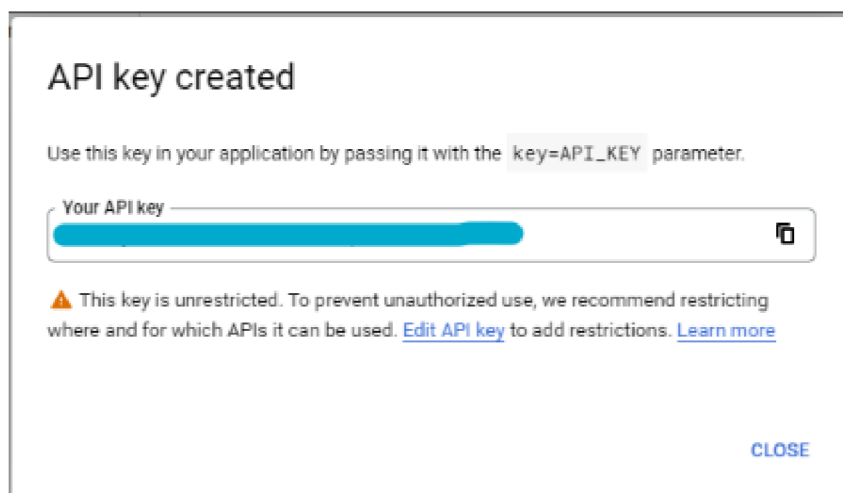 API key created
Use this key in your application by passing it with the key=API_KEY parameter.
Your API key
This key is unrestricted. To prevent unauthorized use, we recommend restricting
where and for which APIs it can be used. Edit API key to add restrictions. Learn more
CLOSE